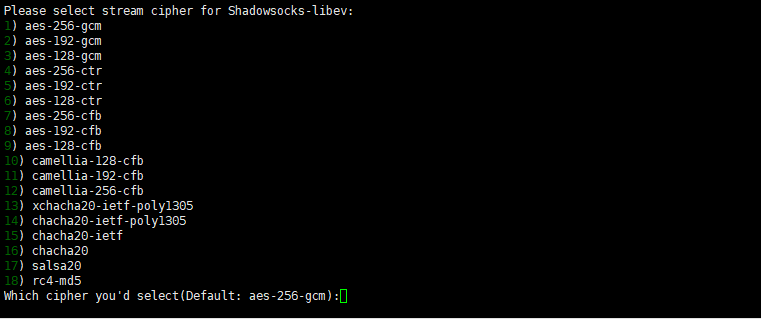 Please select stream cipher for Shadowsocks-libev:
1) aes-256-gcm
2) aes-192-gcm
3) aes-128-gcm
4) aes-256-ctr
5) aes-192-ctr
6) aes-128-ctr
7) aes-256-cfb
8) aes-192-cfb
9) aes-128-cfb
10) camellia-128-cfb
11) camellia-192-cfb
12) camellia-256-cfb
13) xchacha20-ietf-poly1305
14) chacha20-ietf-poly1305
15) chacha20-ietf
16) chacha20
17) salsa20
18) rc4-md5
Which cipher you'd select(Default: aes-256-gcm):